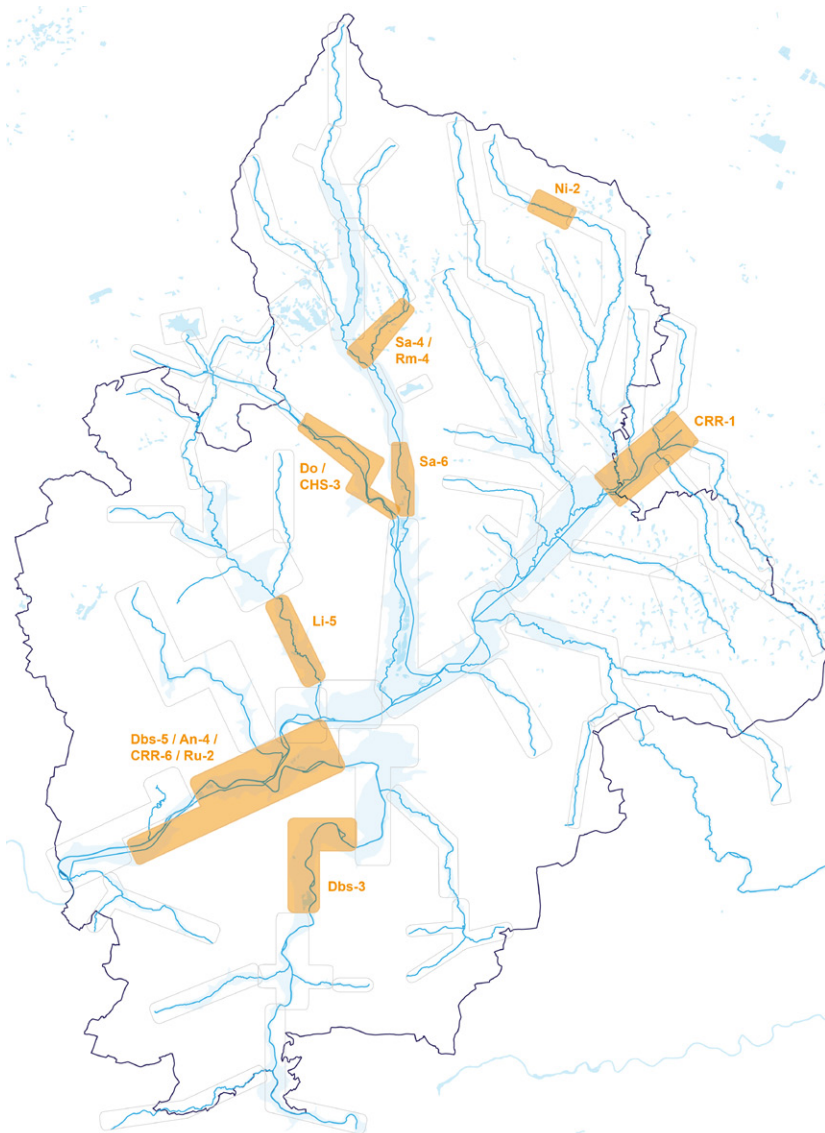 Ni-2
Sa-4 /
Rm-4
CRR-1
Do /
CHS-3
Sa-6
Li-5
Dbs-5 / An-4 /
CRR-6 / Ru-2
Dbs-3